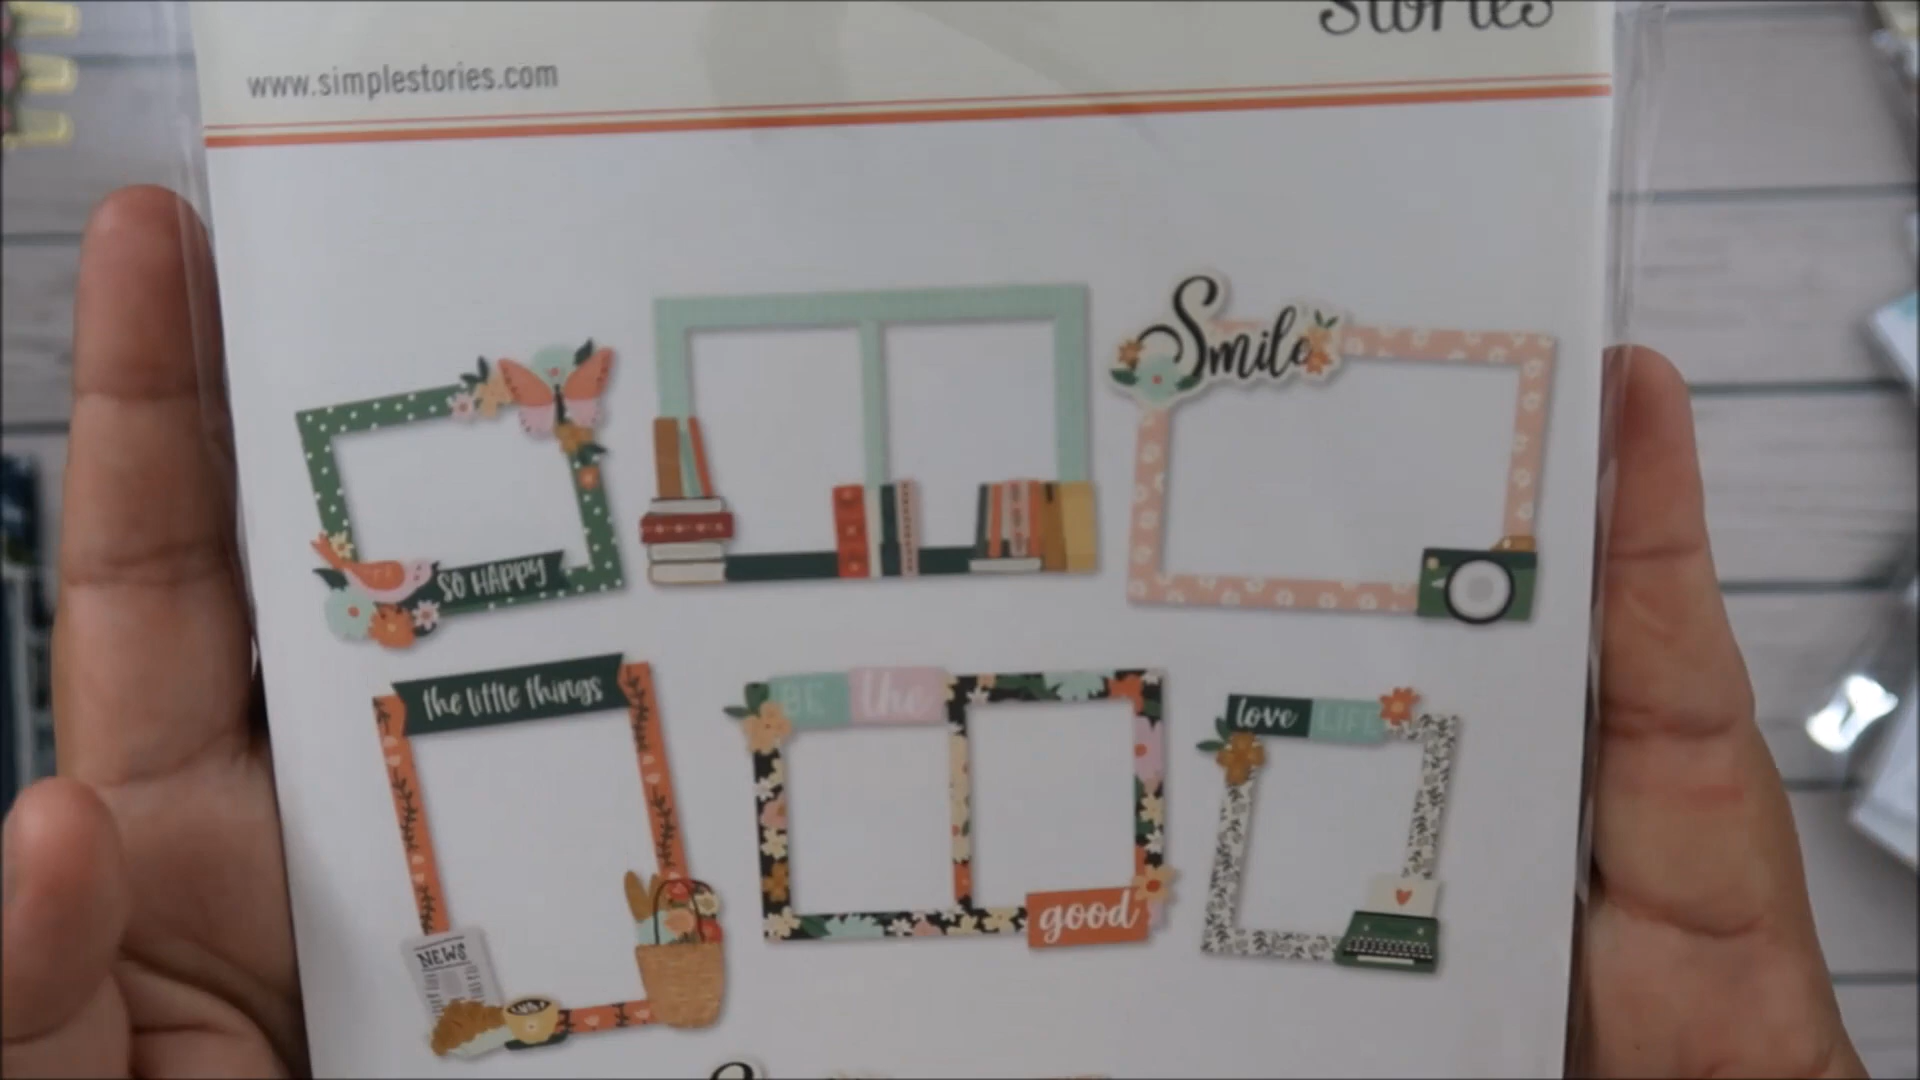 Stories
www.simplestories.com
Smile
SO HAPPY
the little things
BE the
good
love LIFE
NEWS